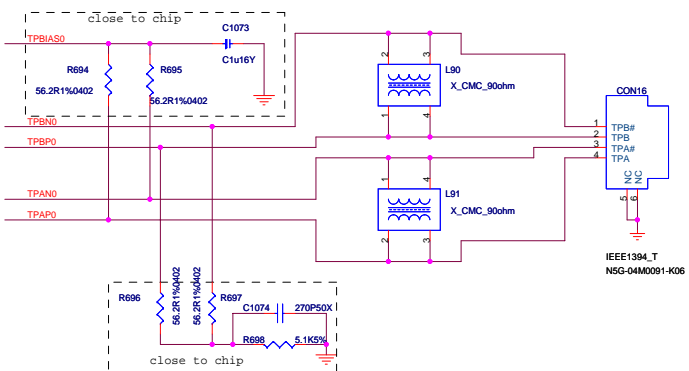 close to chip
C1073
TPBIAS0
C1u16Y
R694
R695
56.2R1%0402
56.2R1%0402
2
3
L90
X_CMC_90ohm
1
4
CON16
TPBN0
1
TPB#
TPBP0
2
TPB
3
TPA#
4
TPA
1
4
NC
NC
TPAN0
L91
X_CMC_90ohm
5
6
TPAP0
2
3
IEEE1394_T
N5G-04M0091-K06
R696
56.2R1%0402
56.2R1%0402
R697
C1074
270P50X
R698
5.1K5%
close to chip